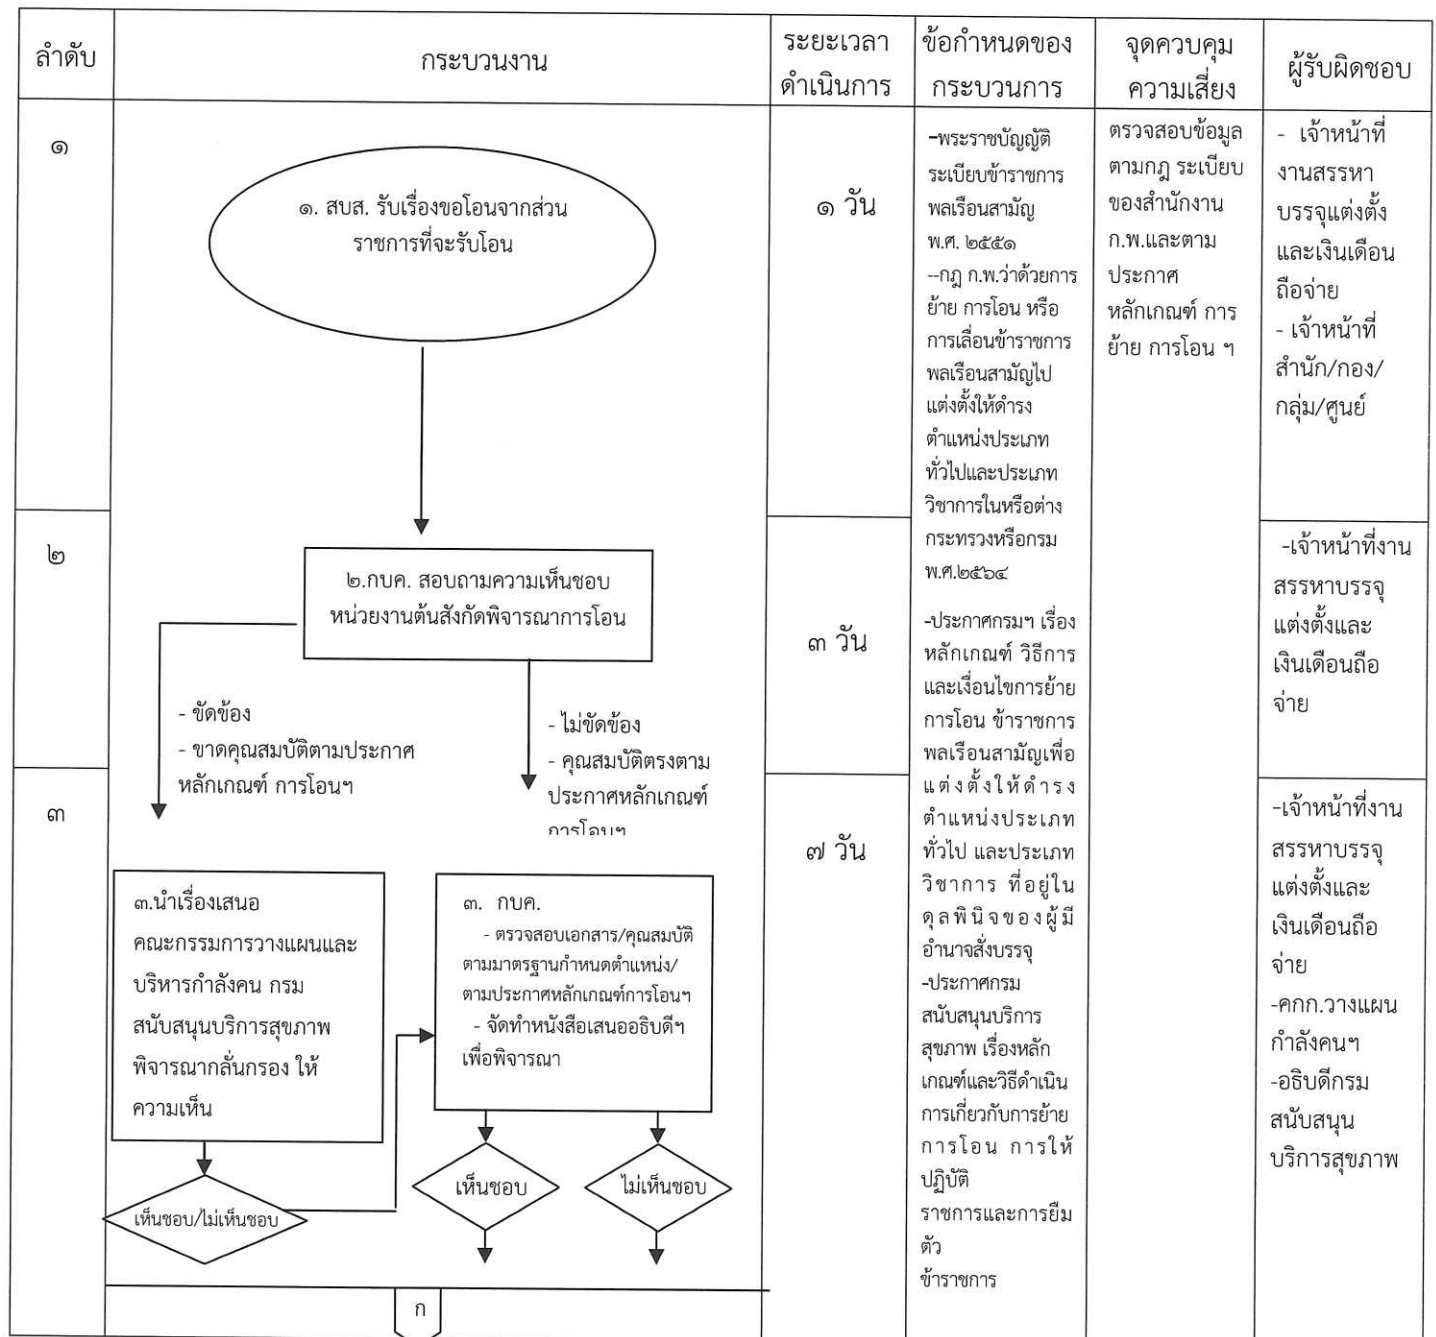 ลำดับ
กระบวนงาน
ระยะเวลา
ดำเนินการ
ข้อกำหนดของ
กระบวนการ
จุดควบคุม
ความเสี่ยง
ผู้รับผิดชอบ
๑
๑. สบส. รับเรื่องขอโอนจากส่วน
ราชการที่จะรับโอน
๑ วัน
-พระราชบัญญัติ
ระเบียบข้าราชการ
พลเรือนสามัญ
พ.ศ. ๒๕๕๑
--กฎ ก.พ.ว่าด้วยการ
ย้าย การโอน หรือ
การเลื่อนข้าราชการ
พลเรือนสามัญไป
แต่งตั้งให้ดำรง
ตำแหน่งประเภท
ทั่วไปและประเภท
วิชาการในหรือต่าง
กระทรวงหรือกรม
พ.ศ.๒๕๖๔
-ประกาศกรมฯ เรื่อง
หลักเกณฑ์ วิธีการ
และเงื่อนไขการย้าย
การโอน ข้าราชการ
พลเรือนสามัญเพื่อ
แต่งตั้งให้ดำรง
ตำแหน่งประเภท
ทั่วไป และประเภท
วิชาการ ที่อยู่ใน
ดุลพินิจของผู้มี
อำนาจสั่งบรรจุ
-ประกาศกรม
สนับสนุนบริการ
สุขภาพ เรื่องหลัก
เกณฑ์และวิธีดำเนิน
การเกี่ยวกับการย้าย
การโอน การให้
ปฏิบัติ
ราชการและการยืม
ตัว
ข้าราชการ
ตรวจสอบข้อมูล
ตามกฎ ระเบียบ
ของสำนักงาน
ก.พ.และตาม
ประกาศ
หลักเกณฑ์ การ
ย้าย การโอน ฯ
- เจ้าหน้าที่
งานสรรหา
บรรจุแต่งตั้ง
และเงินเดือน
ถือจ่าย
- เจ้าหน้าที่
สำนัก/กอง/
กลุ่ม/ศูนย์
๒
๒.กบค. สอบถามความเห็นชอบ
หน่วยงานต้นสังกัดพิจารณาการโอน
- ขัดข้อง
- ขาดคุณสมบัติตามประกาศ
หลักเกณฑ์ การโอนฯ
- ไม่ขัดข้อง
- คุณสมบัติตรงตาม
ประกาศหลักเกณฑ์
การโอนฯ
๓ วัน
-เจ้าหน้าที่งาน
สรรหาบรรจุ
แต่งตั้งและ
เงินเดือนถือ
จ่าย
๓
๓.นำเรื่องเสนอ
คณะกรรมการวางแผนและ
บริหารกำลังคน กรม
สนับสนุนบริการสุขภาพ
พิจารณากลั่นกรอง ให้
ความเห็น
เห็นชอบ/ไม่เห็นชอบ
๓. กบค.
- ตรวจสอบเอกสาร/คุณสมบัติ
ตามมาตรฐานกำหนดตำแหน่ง/
ตามประกาศหลักเกณฑ์การโอนฯ
- จัดทำหนังสือเสนออธิบดีฯ
เพื่อพิจารณา
เห็นชอบ
ไม่เห็นชอบ
๗ วัน
-เจ้าหน้าที่งาน
สรรหาบรรจุ
แต่งตั้งและ
เงินเดือนถือ
จ่าย
-คกก.วางแผน
กำลังคนฯ
-อธิบดีกรม
สนับสนุน
บริการสุขภาพ
ก